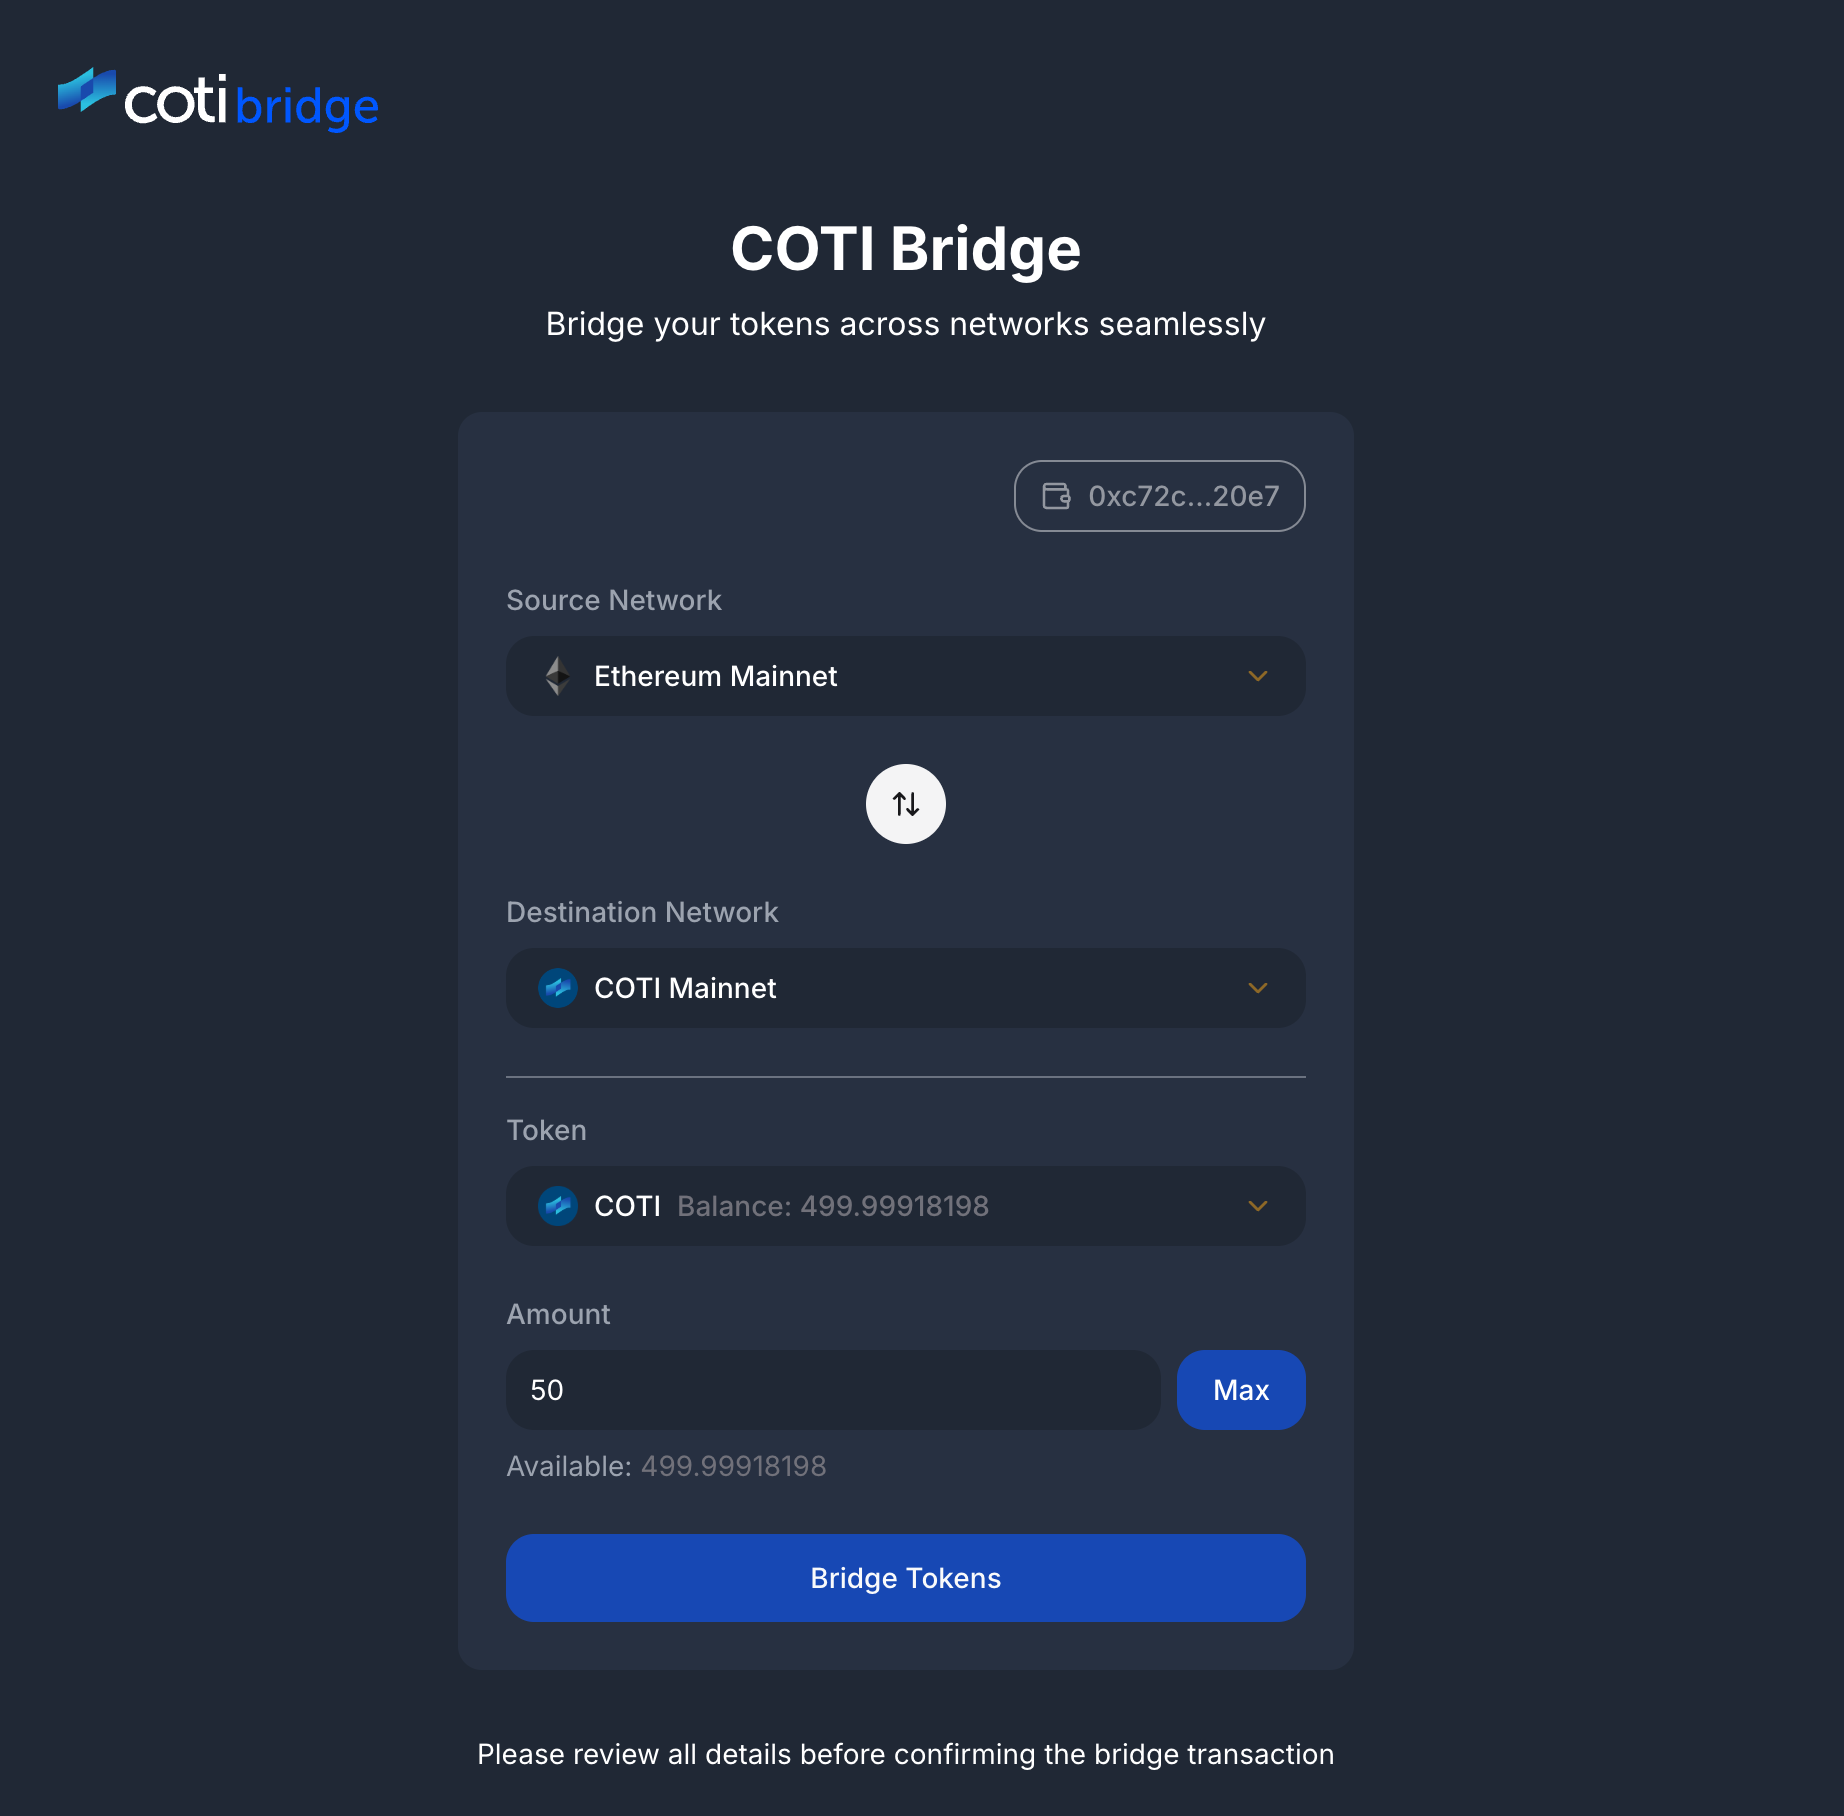 coti bridge
COTI Bridge
Bridge your tokens across networks seamlessly
0xc72c...20e7
Source Network
Ethereum Mainnet
Destination Network
COTI Mainnet
Token
COTI Balance: 499.99918198
Amount
50
Max
Available: 499.99918198
Bridge Tokens
Please review all details before confirming the bridge transaction